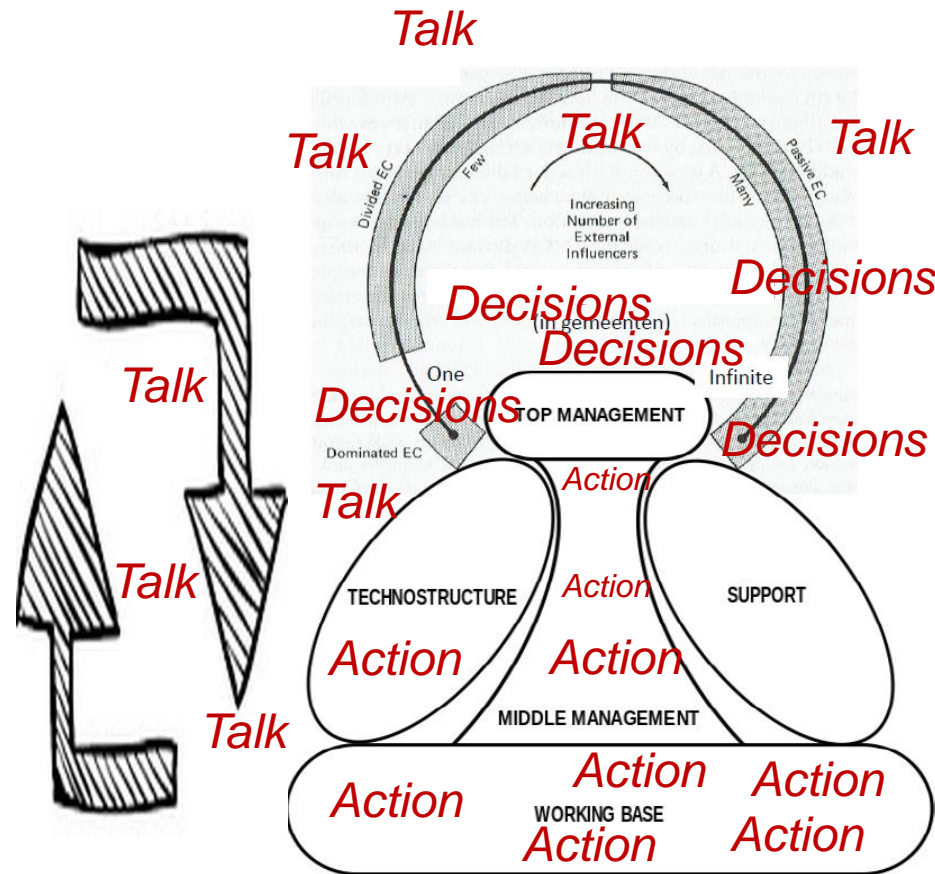 Talk
Talk
Talk
Talk
Divided EC
Few
Many
Passive EC
Increasing
Number of
External
Influencers
Decisions
Decisions
(in gemeenten)
Decisions
One
Infinite
Talk
Decisions
TOP MANAGEMENT
Decisions
Dominated EC
Action
Talk
Talk
Action
TECHNOSTRUCTURE
SUPPORT
Action
Action
MIDDLE MANAGEMENT
Talk
Action
Action
Action
WORKING BASE
Action
Action